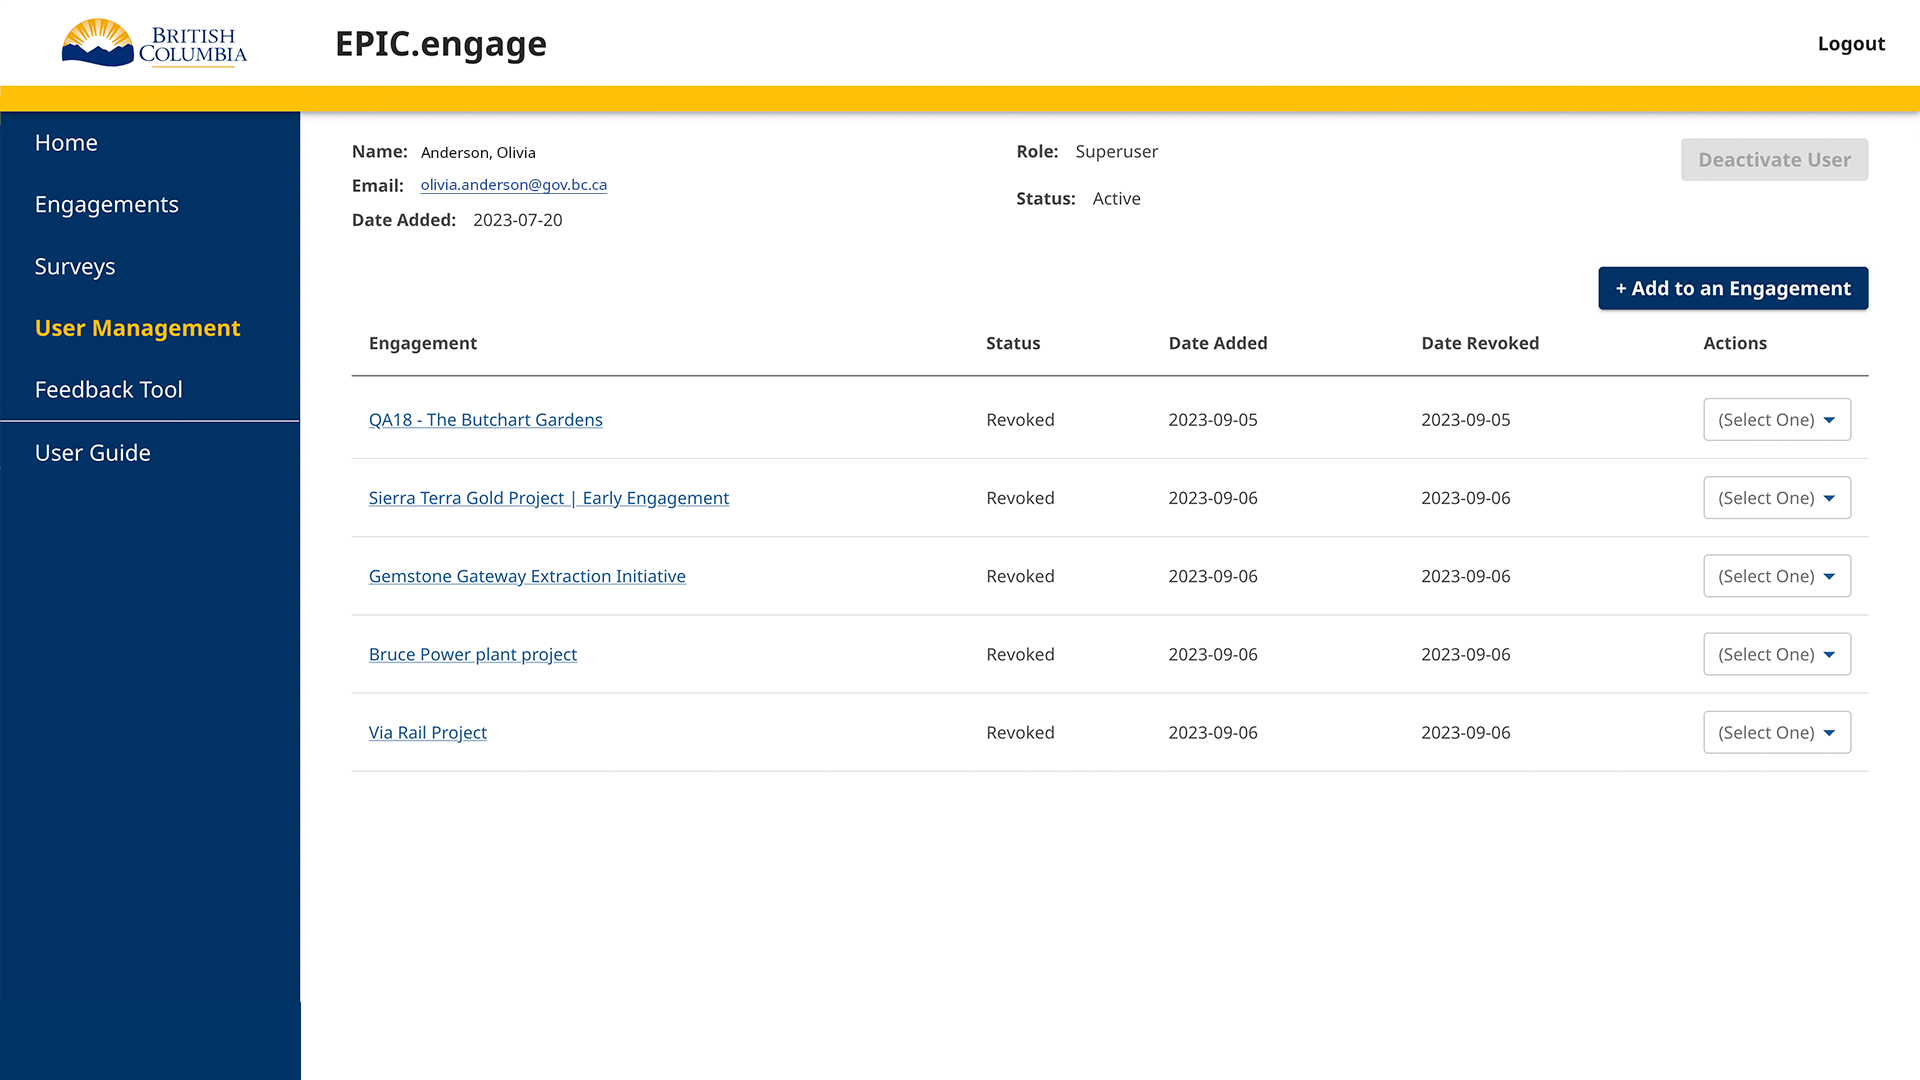 BRITISH
COLUMBIA
EPIC.engage
Logout
Home
Engagements
Surveys
User Management
Feedback Tool
User Guide
Name: Anderson, Olivia
Email: olivia.anderson@gov.bc.ca
Date Added: 2023-07-20
Role: Superuser
Status: Active
Deactivate User
+ Add to an Engagement
Engagement Status Date Added Date Revoked Actions
QA18 - The Butchart Gardens Revoked 2023-09-05 2023-09-05 (Select One)
Sierra Terra Gold Project | Early Engagement Revoked 2023-09-06 2023-09-06 (Select One)
Gemstone Gateway Extraction Initiative Revoked 2023-09-06 2023-09-06 (Select One)
Bruce Power plant project Revoked 2023-09-06 2023-09-06 (Select One)
Via Rail Project Revoked 2023-09-06 2023-09-06 (Select One)